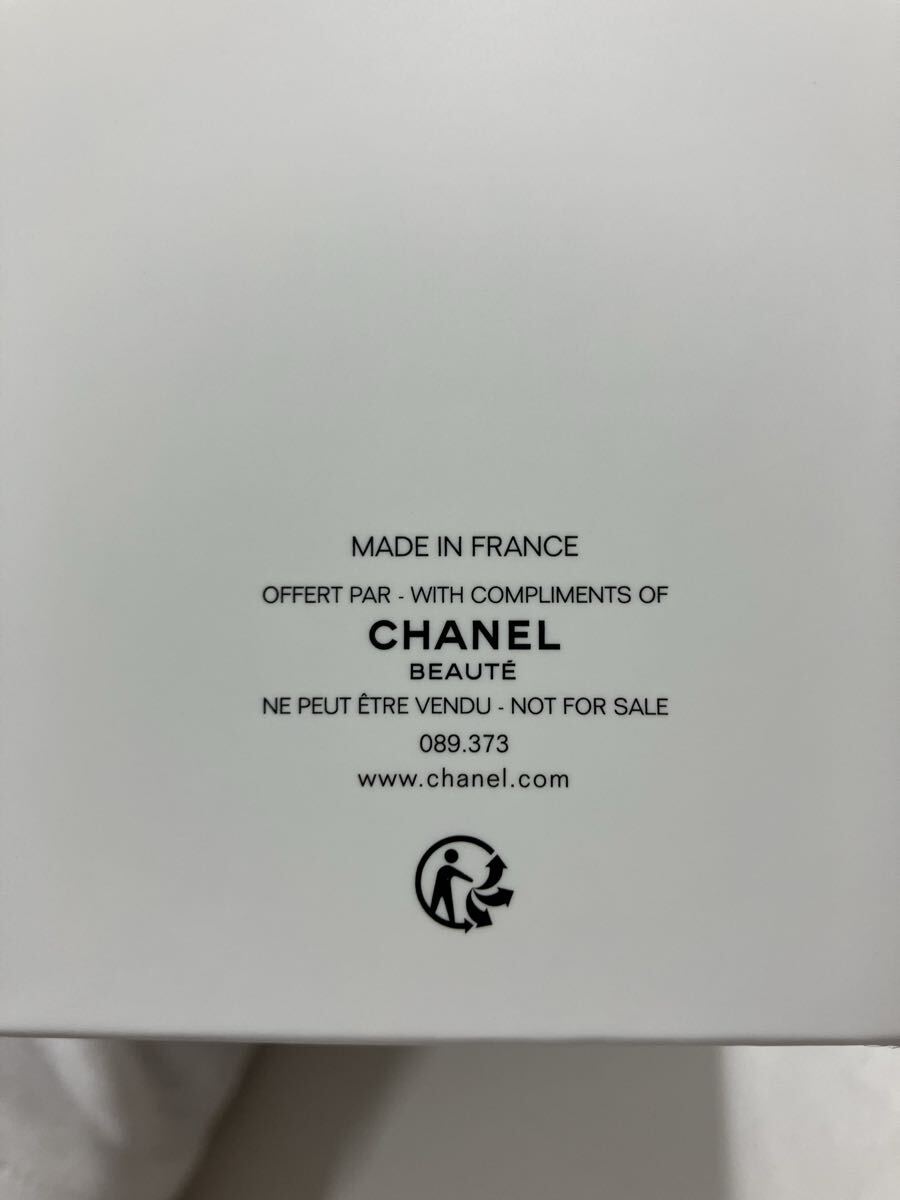 MADE IN FRANCE
OFFERT PAR - WITH COMPLIMENTS OF
CHANEL
BEAUTÉ
NE PEUT ÊTRE VENDU - NOT FOR SALE
089.373
www.chanel.com